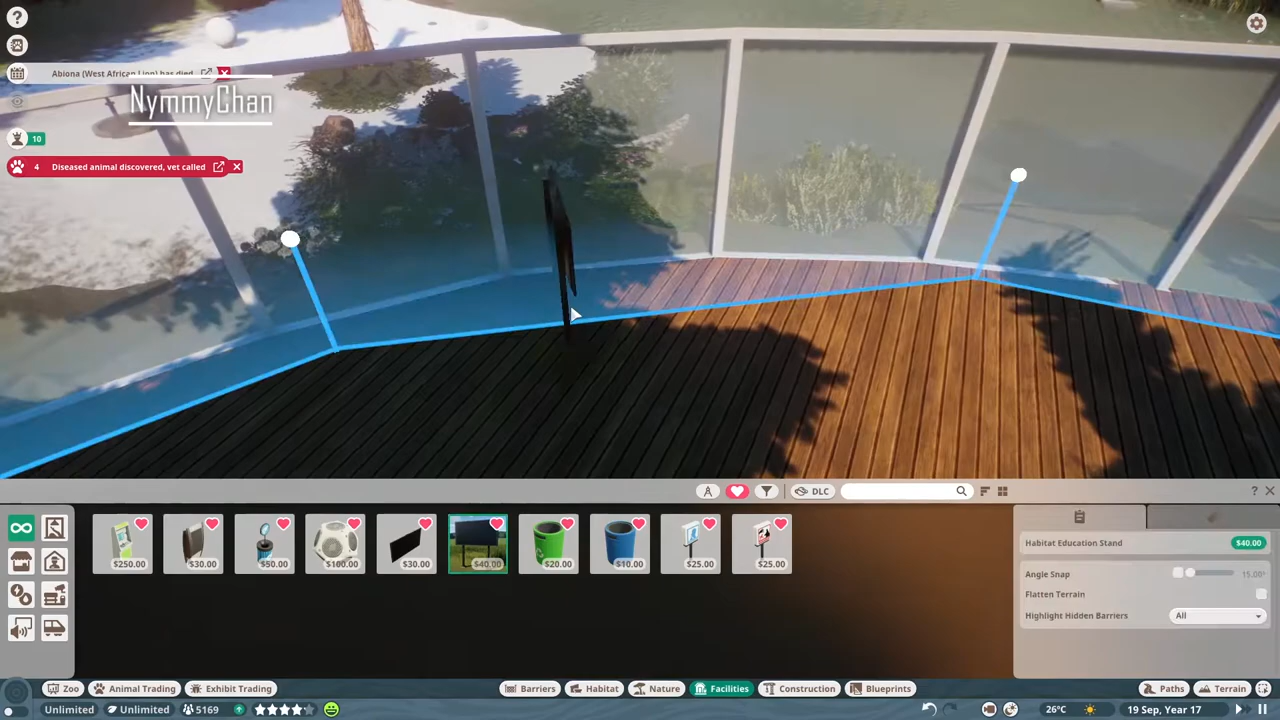 ?
Abiona (West African Lion) has died
NymmyChan
10
4 Diseased animal discovered, vet called
DLC
? ×
$250.00 $30.00 $50.00 $100.00 $30.00 $40.00 $20.00 $10.00 $25.00 $25.00
Habitat Education Stand $40.00
Angle Snap 15.00°
Flatten Terrain
Highlight Hidden Barriers All
Zoo Animal Trading Exhibit Trading Barriers Habitat Nature Facilities Construction Blueprints Paths Terrain
Unlimited Unlimited 5169 26°C 19 Sep, Year 17